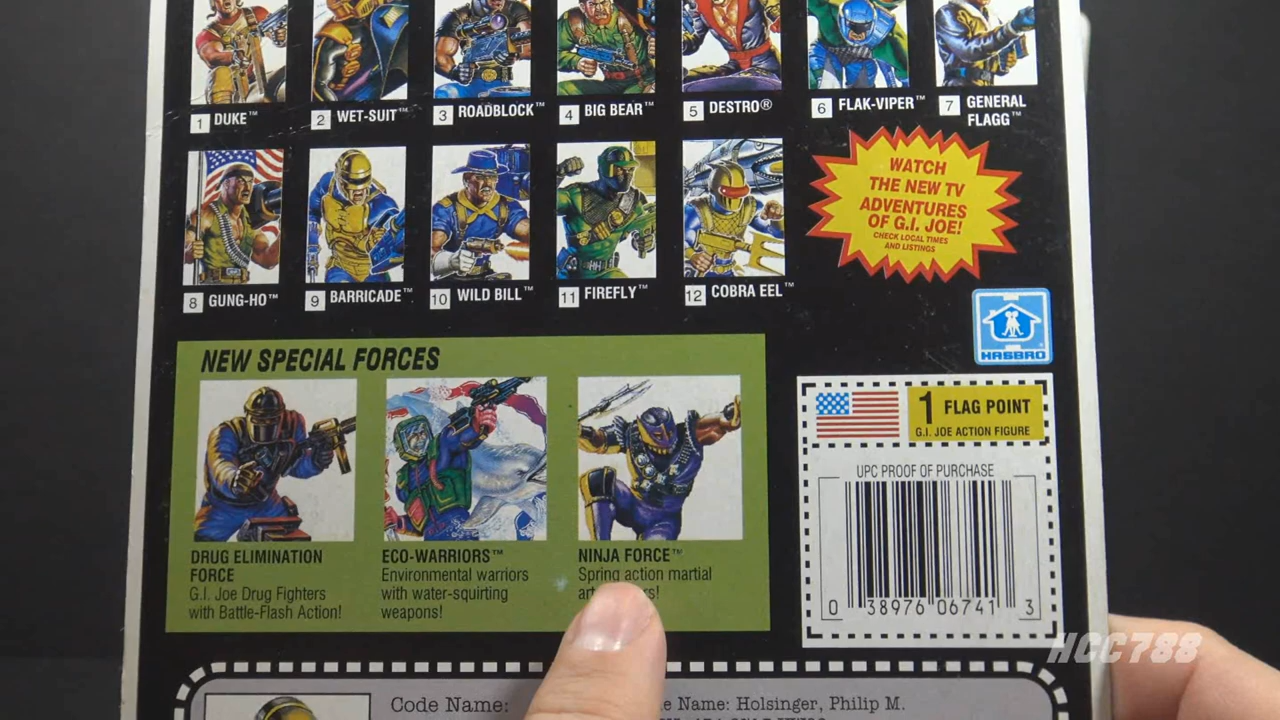 1 DUKE™
2 WET-SUIT™
3 ROADBLOCK™
4 BIG BEAR™
5 DESTRO®
6 FLAK-VIPER™
7 GENERAL
FLAGG™
8 GUNG-HO™
9 BARRICADE™
10 WILD BILL™
11 FIREFLY™
12 COBRA EEL™
WATCH
THE NEW TV
ADVENTURES
OF G.I. JOE!
CHECK LOCAL TIMES
AND LISTINGS
HASBRO®
NEW SPECIAL FORCES
DRUG ELIMINATION
FORCE
G.I. Joe Drug Fighters
with Battle-Flash Action!
ECO-WARRIORS™
Environmental warriors
with water-squirting
weapons!
NINJA FORCE™
Spring action martial
1 FLAG POINT
G.I. JOE ACTION FIGURE
UPC PROOF OF PURCHASE
0 38976 06741 3
Code Name: Name: Holsinger, Philip M.
HCC788